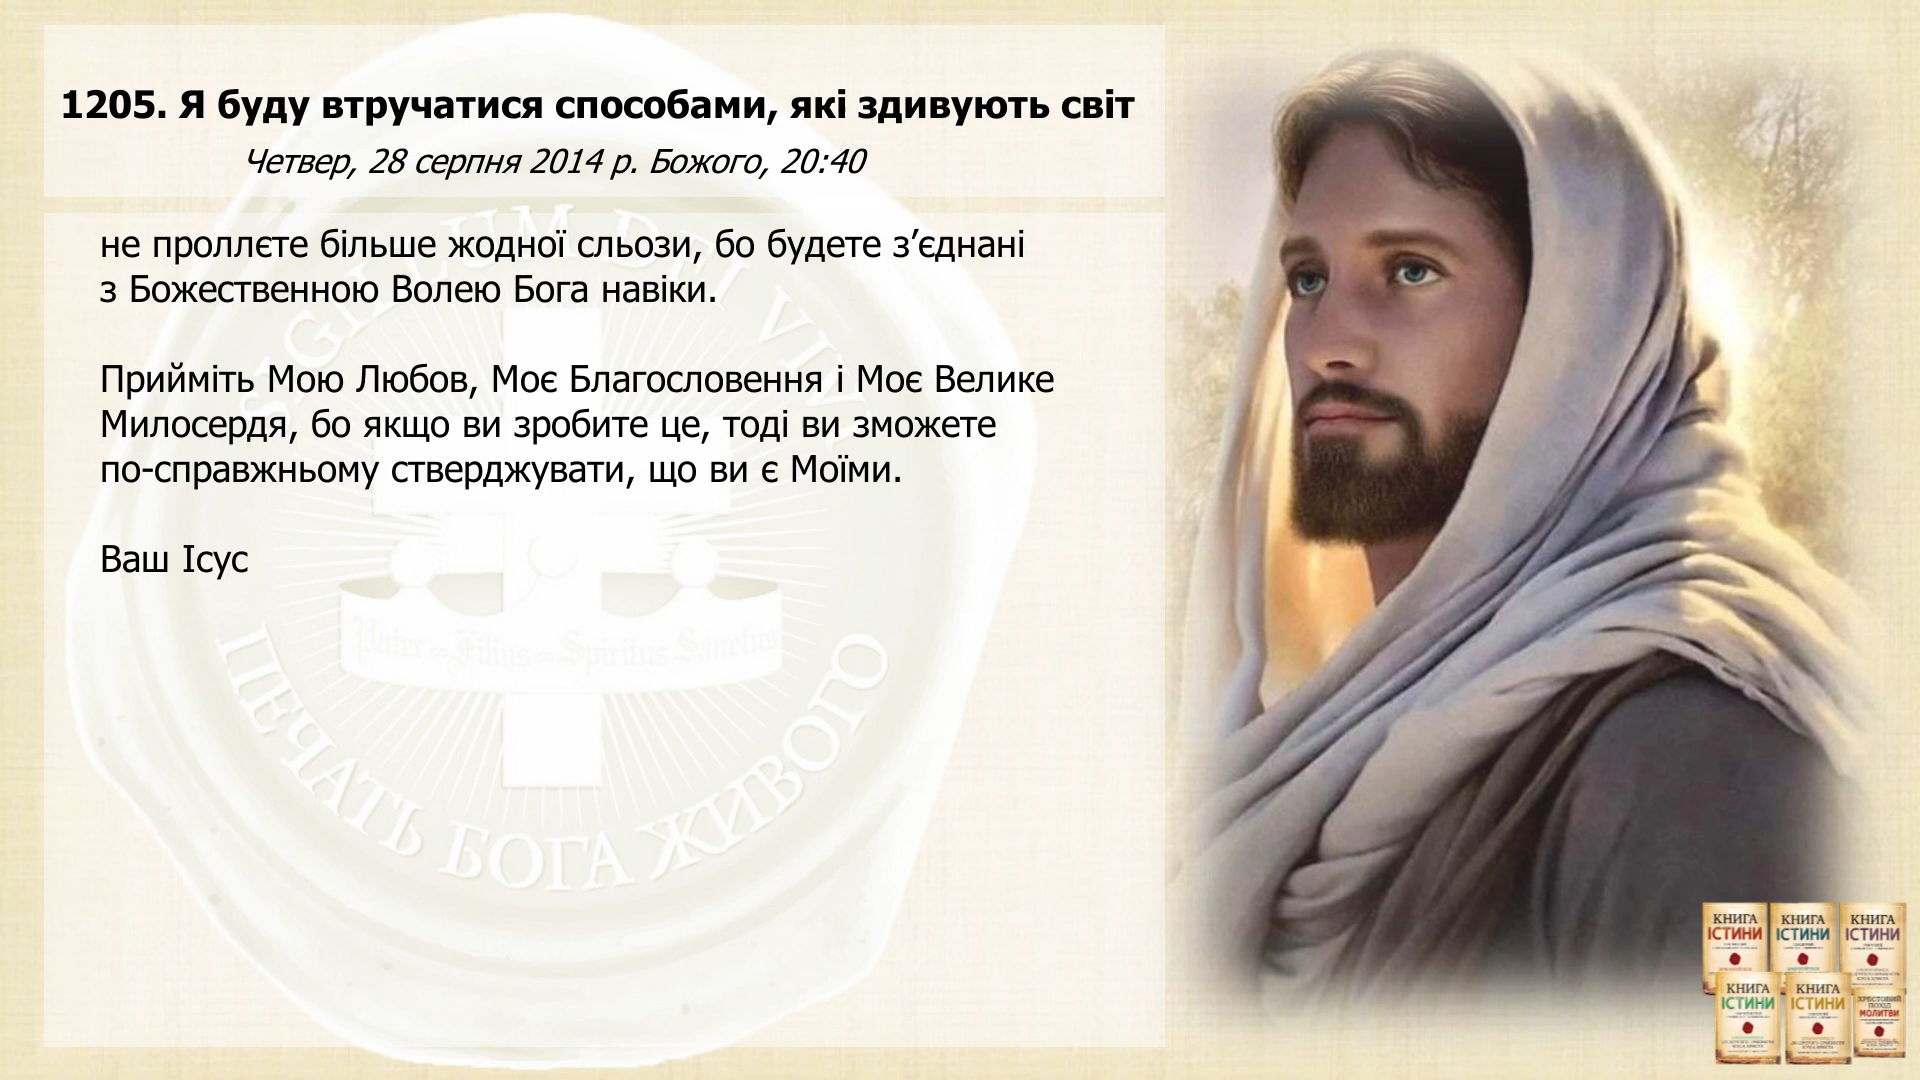 1205. Я буду втручатися способами, які здивують світ
Четвер, 28 серпня 2014 р. Божого, 20:40
не проллєте більше жодної сльози, бо будете з’єднані
з Божественною Волею Бога навіки.
Прийміть Мою Любов, Моє Благословення і Моє Велике
Милосердя, бо якщо ви зробите це, тоді ви зможете
по-справжньому стверджувати, що ви є Моїми.
Ваш Ісус
SIGILLUM DEI VIVI
Pater Filius Spiritus Sanctus
ПЕЧАТЬ БОГА ЖИВОГО
КНИГА
ІСТИНИ
КНИГА
ІСТИНИ
КНИГА
ІСТИНИ
КНИГА
ІСТИНИ
КНИГА
ІСТИНИ
ХРЕСТОВИЙ
ПОХІД
МОЛИТВИ